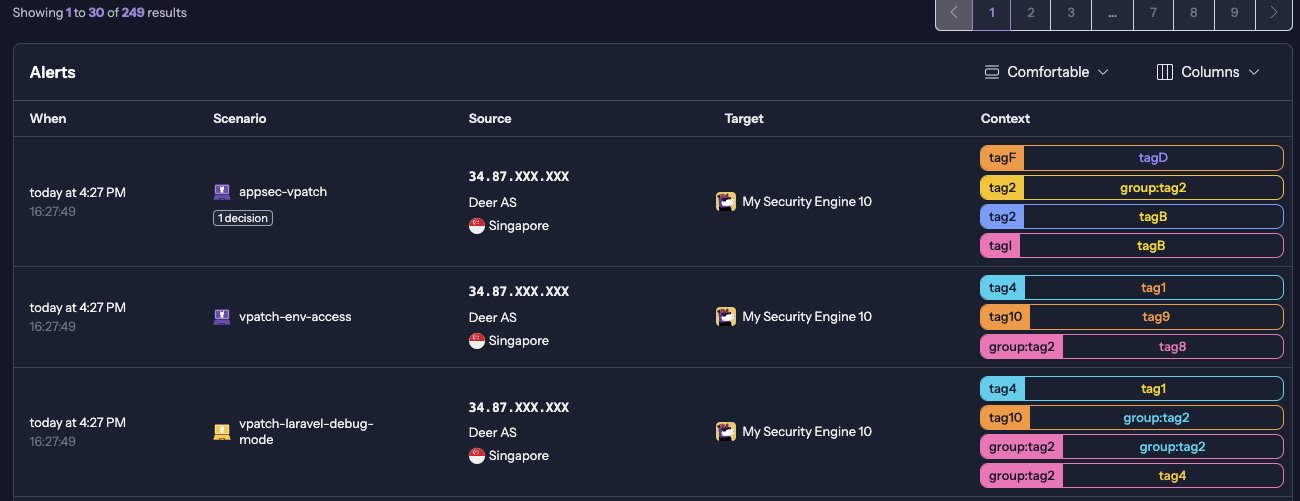 Showing 1 to 30 of 249 results
1 2 3 ... 7 8 9
Alerts
Comfortable
Columns
When Scenario Source Target Context
today at 4:27 PM
16:27:49
appsec-vpatch
1 decision
34.87.XXX.XXX
Deer AS
Singapore
My Security Engine 10
tagF tagD
tag2 group:tag2
tag2 tagB
tagI tagB
today at 4:27 PM
16:27:49
vpatch-env-access
34.87.XXX.XXX
Deer AS
Singapore
My Security Engine 10
tag4 tag1
tag10 tag9
group:tag2 tag8
today at 4:27 PM
16:27:49
vpatch-laravel-debug-
mode
34.87.XXX.XXX
Deer AS
Singapore
My Security Engine 10
tag4 tag1
tag10 group:tag2
group:tag2 group:tag2
group:tag2 tag4